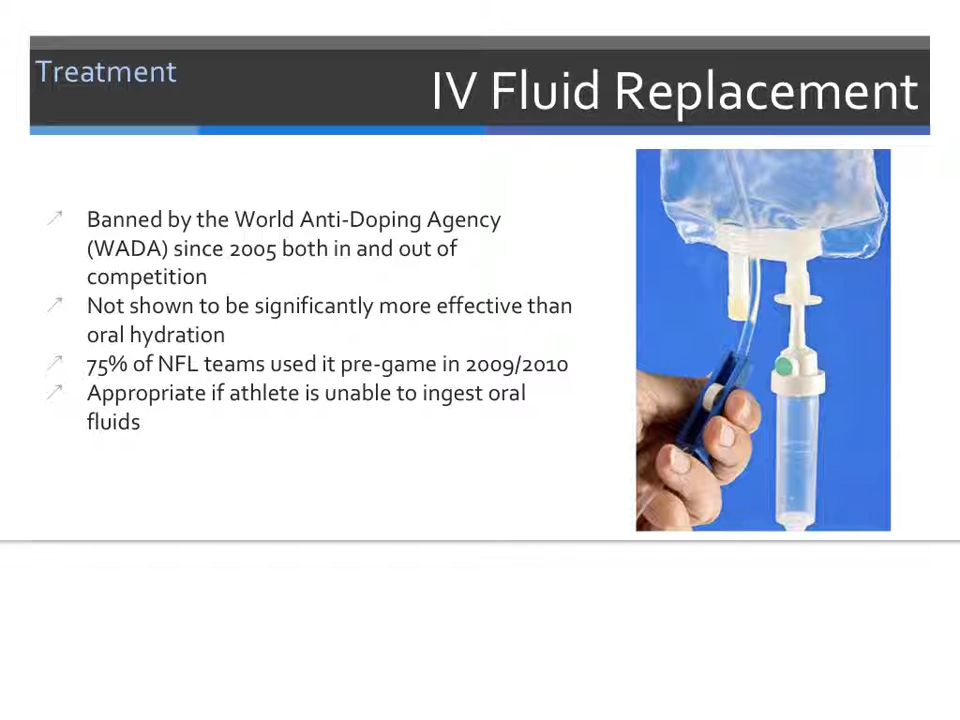 Treatment
IV Fluid Replacement
Banned by the World Anti-Doping Agency
(WADA) since 2005 both in and out of
competition
Not shown to be significantly more effective than
oral hydration
75% of NFL teams used it pre-game in 2009/2010
Appropriate if athlete is unable to ingest oral
fluids